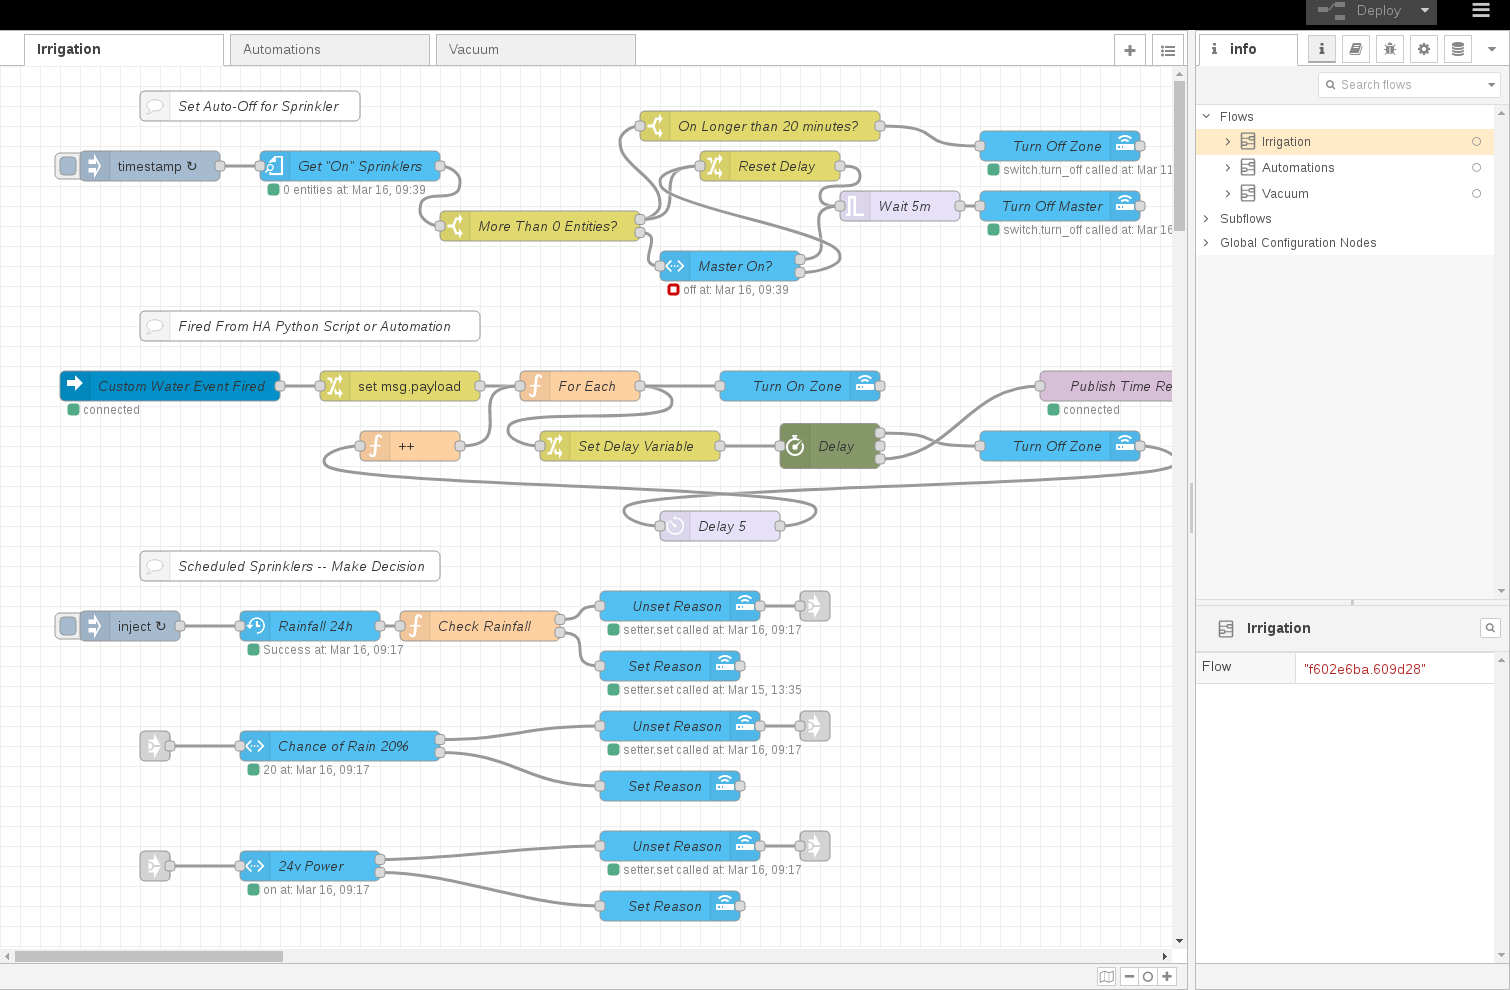 Deploy
Irrigation
Automations
Vacuum
info
Search flows
Flows
Irrigation
Automations
Vacuum
Subflows
Global Configuration Nodes
Irrigation
Flow
"f602e6ba.609d28"
Set Auto-Off for Sprinkler
timestamp ↻
Get "On" Sprinklers
0 entities at: Mar 16, 09:39
More Than 0 Entities?
On Longer than 20 minutes?
Reset Delay
Master On?
off at: Mar 16, 09:39
Wait 5m
Turn Off Zone
switch.turn_off called at: Mar 11
Turn Off Master
switch.turn_off called at: Mar 16
Fired From HA Python Script or Automation
Custom Water Event Fired
connected
set msg.payload
For Each
Turn On Zone
Publish Time Re
connected
++
Set Delay Variable
Delay
Turn Off Zone
Delay 5
Scheduled Sprinklers -- Make Decision
inject ↻
Rainfall 24h
Success at: Mar 16, 09:17
Check Rainfall
Unset Reason
setter.set called at: Mar 16, 09:17
Set Reason
setter.set called at: Mar 15, 13:35
Chance of Rain 20%
20 at: Mar 16, 09:17
Unset Reason
setter.set called at: Mar 16, 09:17
Set Reason
24v Power
on at: Mar 16, 09:17
Unset Reason
setter.set called at: Mar 16, 09:17
Set Reason